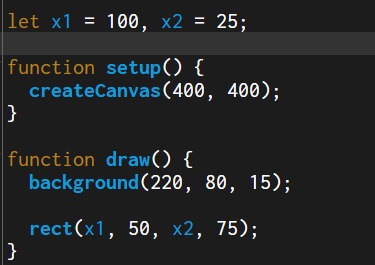 let x1 = 100, x2 = 25;

function setup() {
  createCanvas(400, 400);
}

function draw() {
  background(220, 80, 15);

  rect(x1, 50, x2, 75);
}